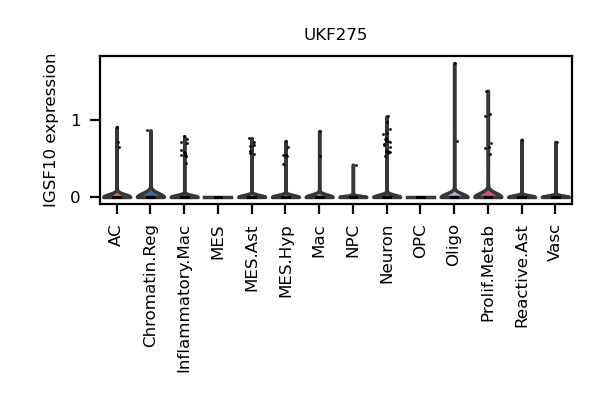 UKF275
IGSF10 expression
1
0
AC
Chromatin.Reg
Inflammatory.Mac
MES
MES.Ast
MES.Hyp
Mac
NPC
Neuron
OPC
Oligo
Prolif.Metab
Reactive.Ast
Vasc